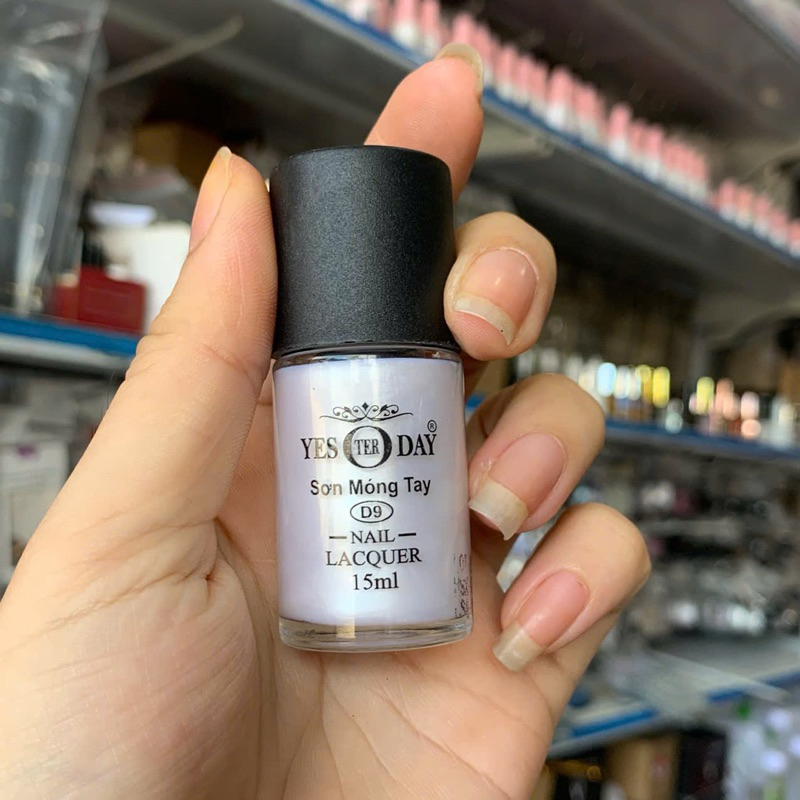 YES TER DAY®
Sơn Móng Tay
D9
NAIL
LACQUER
15ml